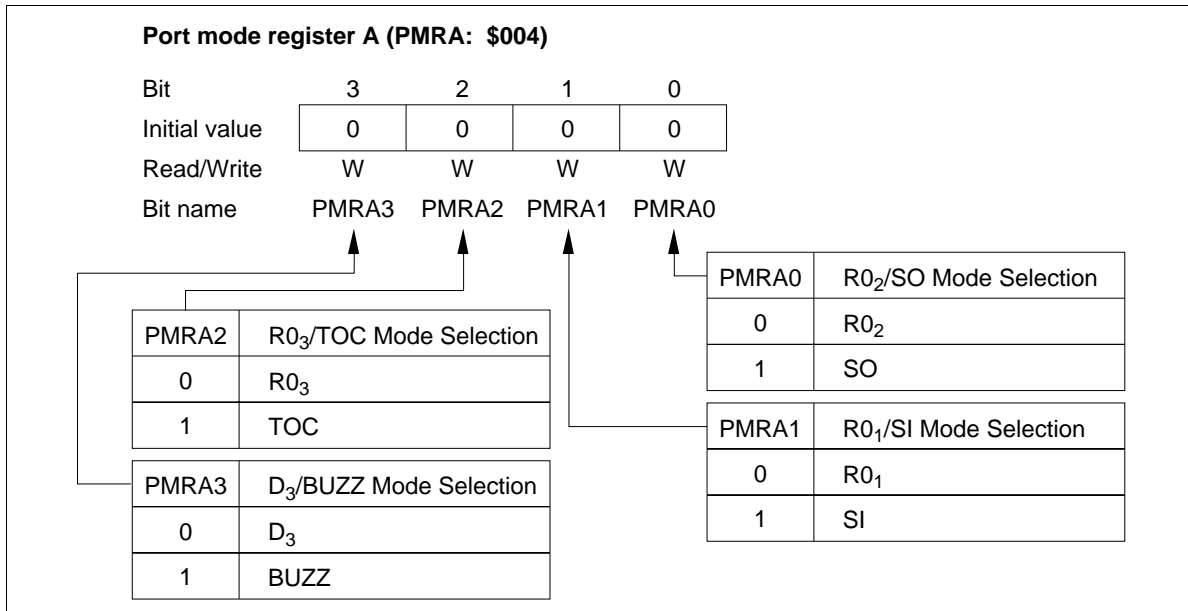 Port mode register A (PMRA: $004)
Bit 3 2 1 0
Initial value 0 0 0 0
Read/Write W W W W
Bit name PMRA3 PMRA2 PMRA1 PMRA0
PMRA0 R0₂/SO Mode Selection
0 R0₂
1 SO
PMRA2 R0₃/TOC Mode Selection
0 R0₃
1 TOC
PMRA1 R0₁/SI Mode Selection
0 R0₁
1 SI
PMRA3 D₃/BUZZ Mode Selection
0 D₃
1 BUZZ